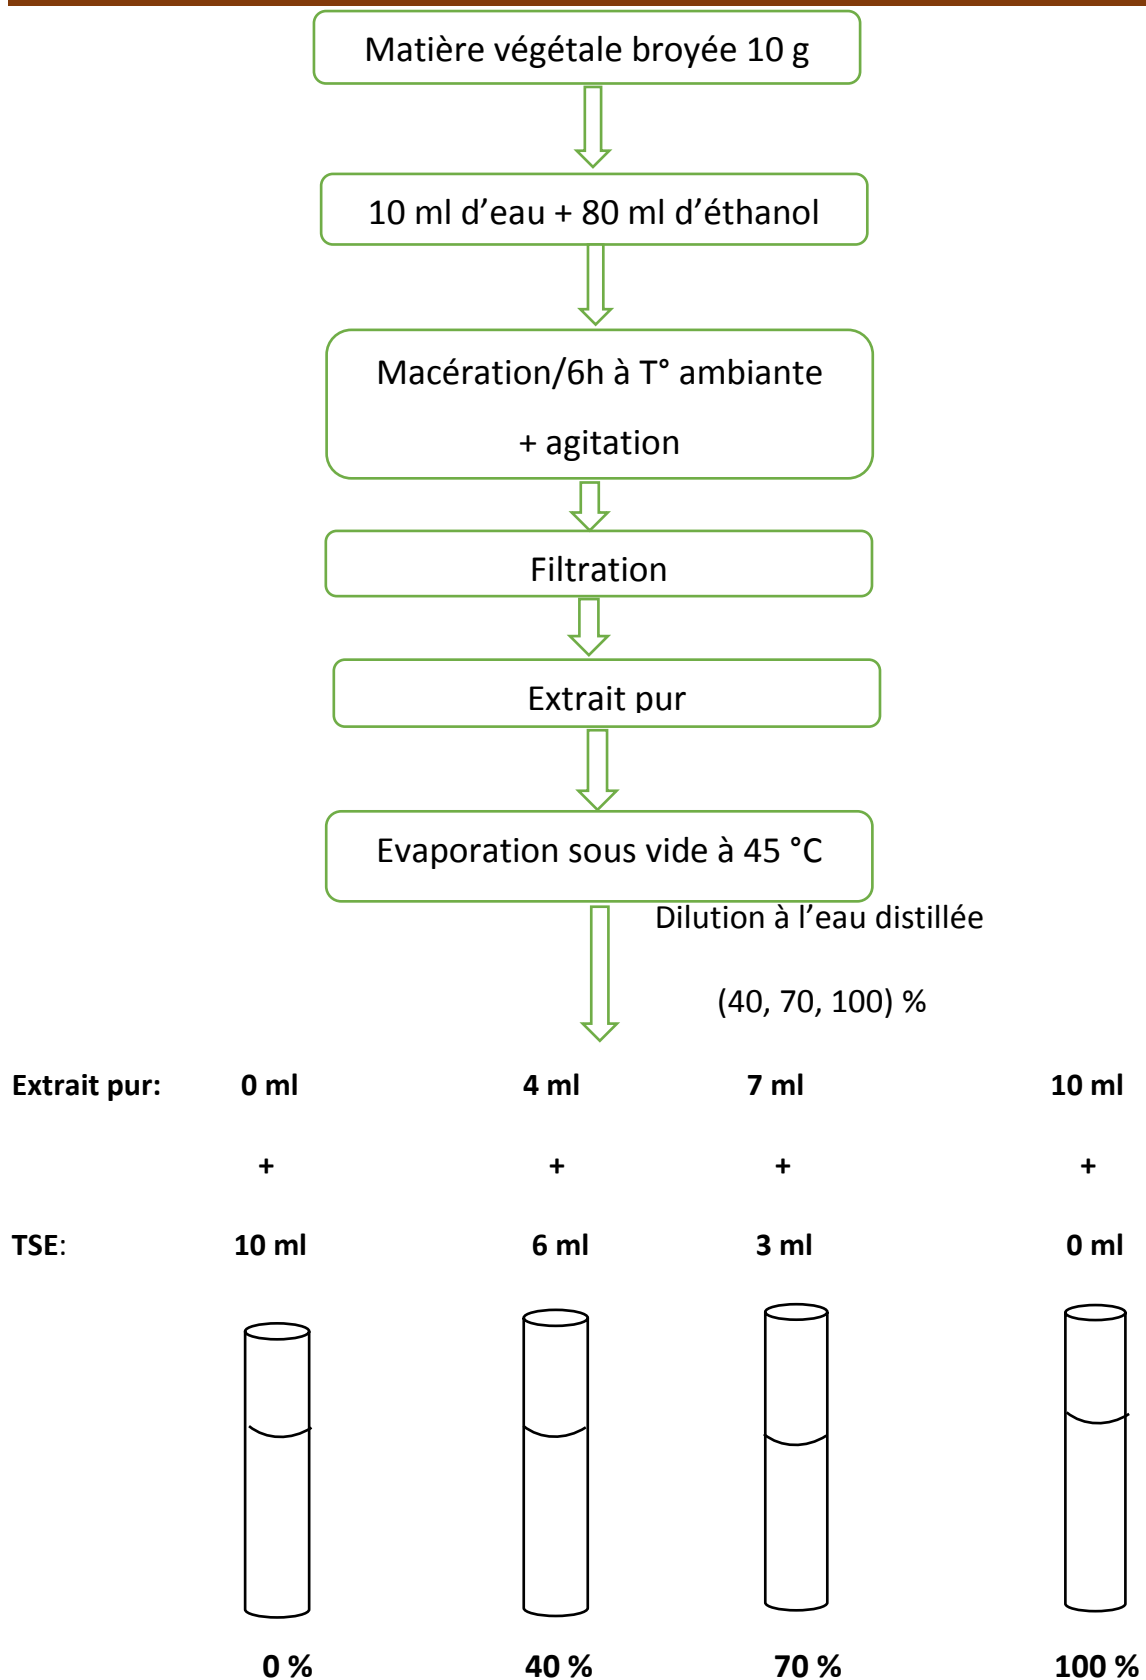 Matière végétale broyée 10 g
10 ml d’eau + 80 ml d’éthanol
Macération/6h à T° ambiante
+ agitation
Filtration
Extrait pur
Evaporation sous vide à 45 °C
Dilution à l’eau distillée
(40, 70, 100) %
Extrait pur: 0 ml 4 ml 7 ml 10 ml
+ + + +
TSE: 10 ml 6 ml 3 ml 0 ml
0 % 40 % 70 % 100 %